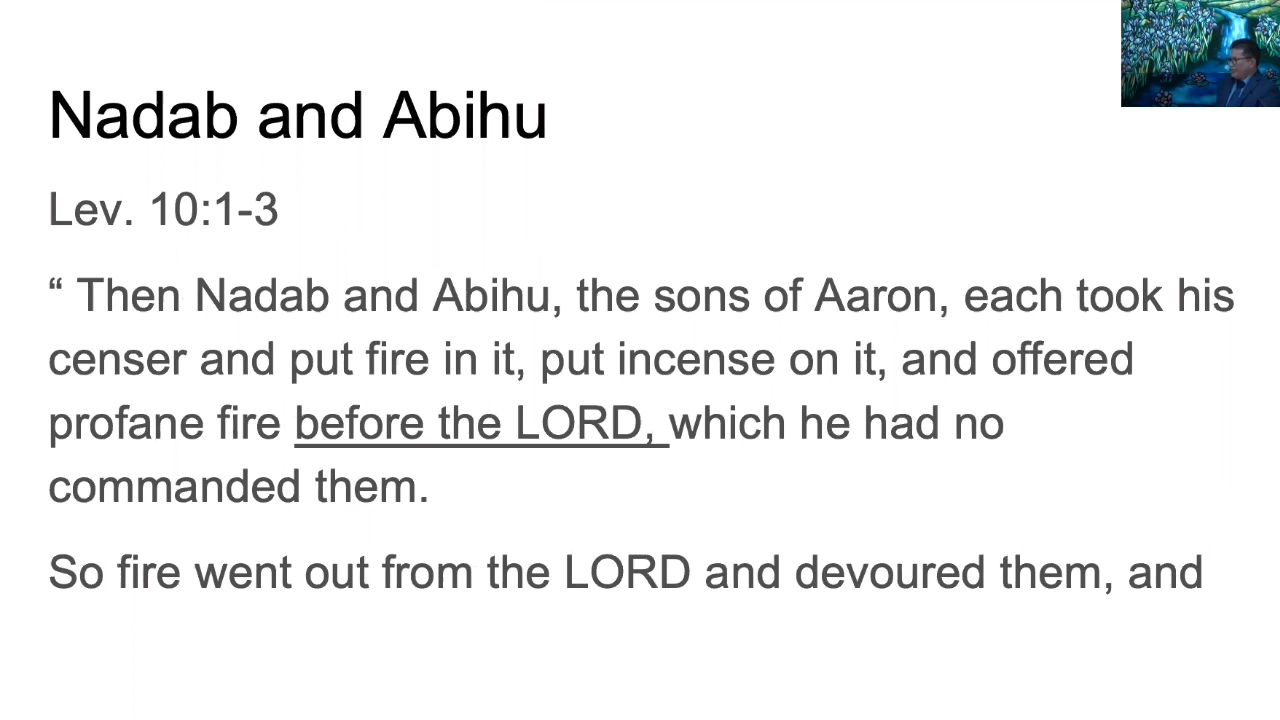 Nadab and Abihu
Lev. 10:1-3
“ Then Nadab and Abihu, the sons of Aaron, each took his
censer and put fire in it, put incense on it, and offered
profane fire before the LORD, which he had no
commanded them.
So fire went out from the LORD and devoured them, and